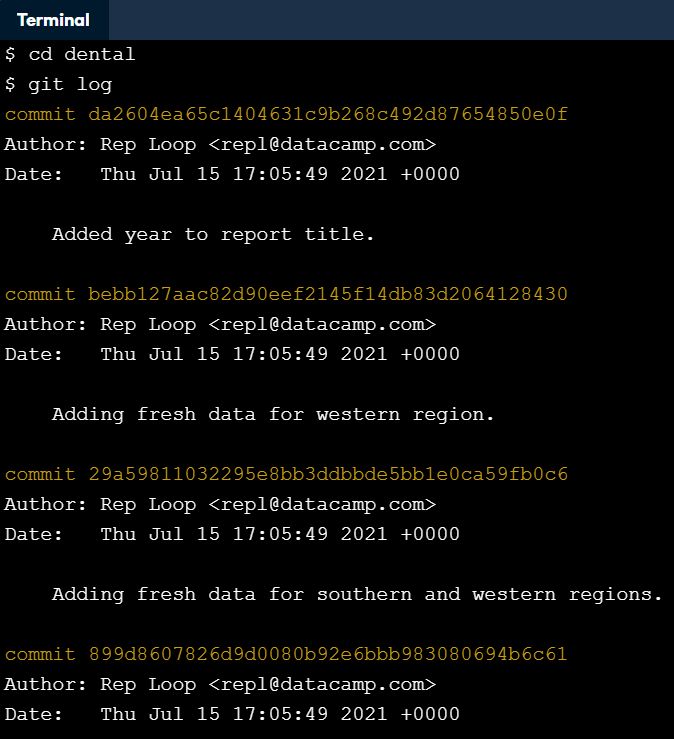 Terminal
$ cd dental
$ git log
commit da2604ea65c1404631c9b268c492d87654850e0f
Author: Rep Loop <repl@datacamp.com>
Date:   Thu Jul 15 17:05:49 2021 +0000
Added year to report title.
commit bebb127aac82d90eef2145f14db83d2064128430
Author: Rep Loop <repl@datacamp.com>
Date:   Thu Jul 15 17:05:49 2021 +0000
Adding fresh data for western region.
commit 29a59811032295e8bb3ddbbde5bb1e0ca59fb0c6
Author: Rep Loop <repl@datacamp.com>
Date:   Thu Jul 15 17:05:49 2021 +0000
Adding fresh data for southern and western regions.
commit 899d8607826d9d0080b92e6bbb983080694b6c61
Author: Rep Loop <repl@datacamp.com>
Date:   Thu Jul 15 17:05:49 2021 +0000